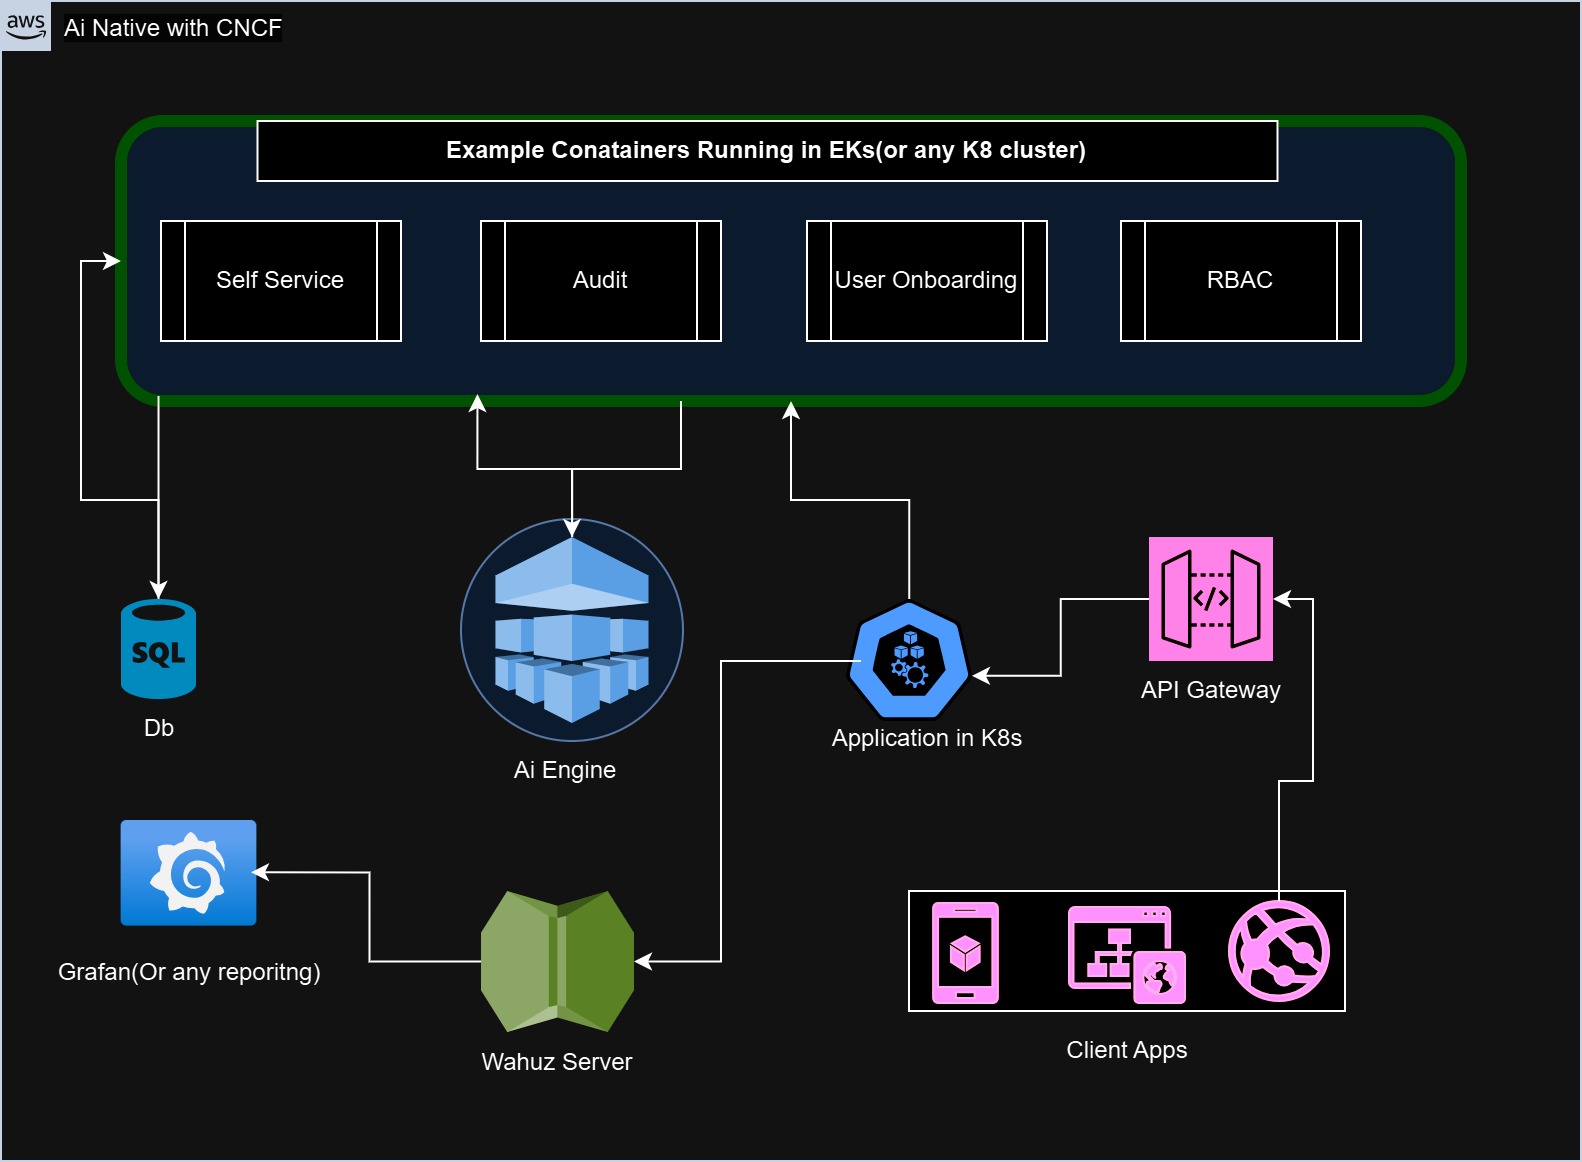 aws
Ai Native with CNCF
Example Conatainers Running in EKs(or any K8 cluster)
Self Service
Audit
User Onboarding
RBAC
</>
SQL
API Gateway
Db
Application in K8s
Ai Engine
Grafan(Or any reporitng)
Wahuz Server
Client Apps